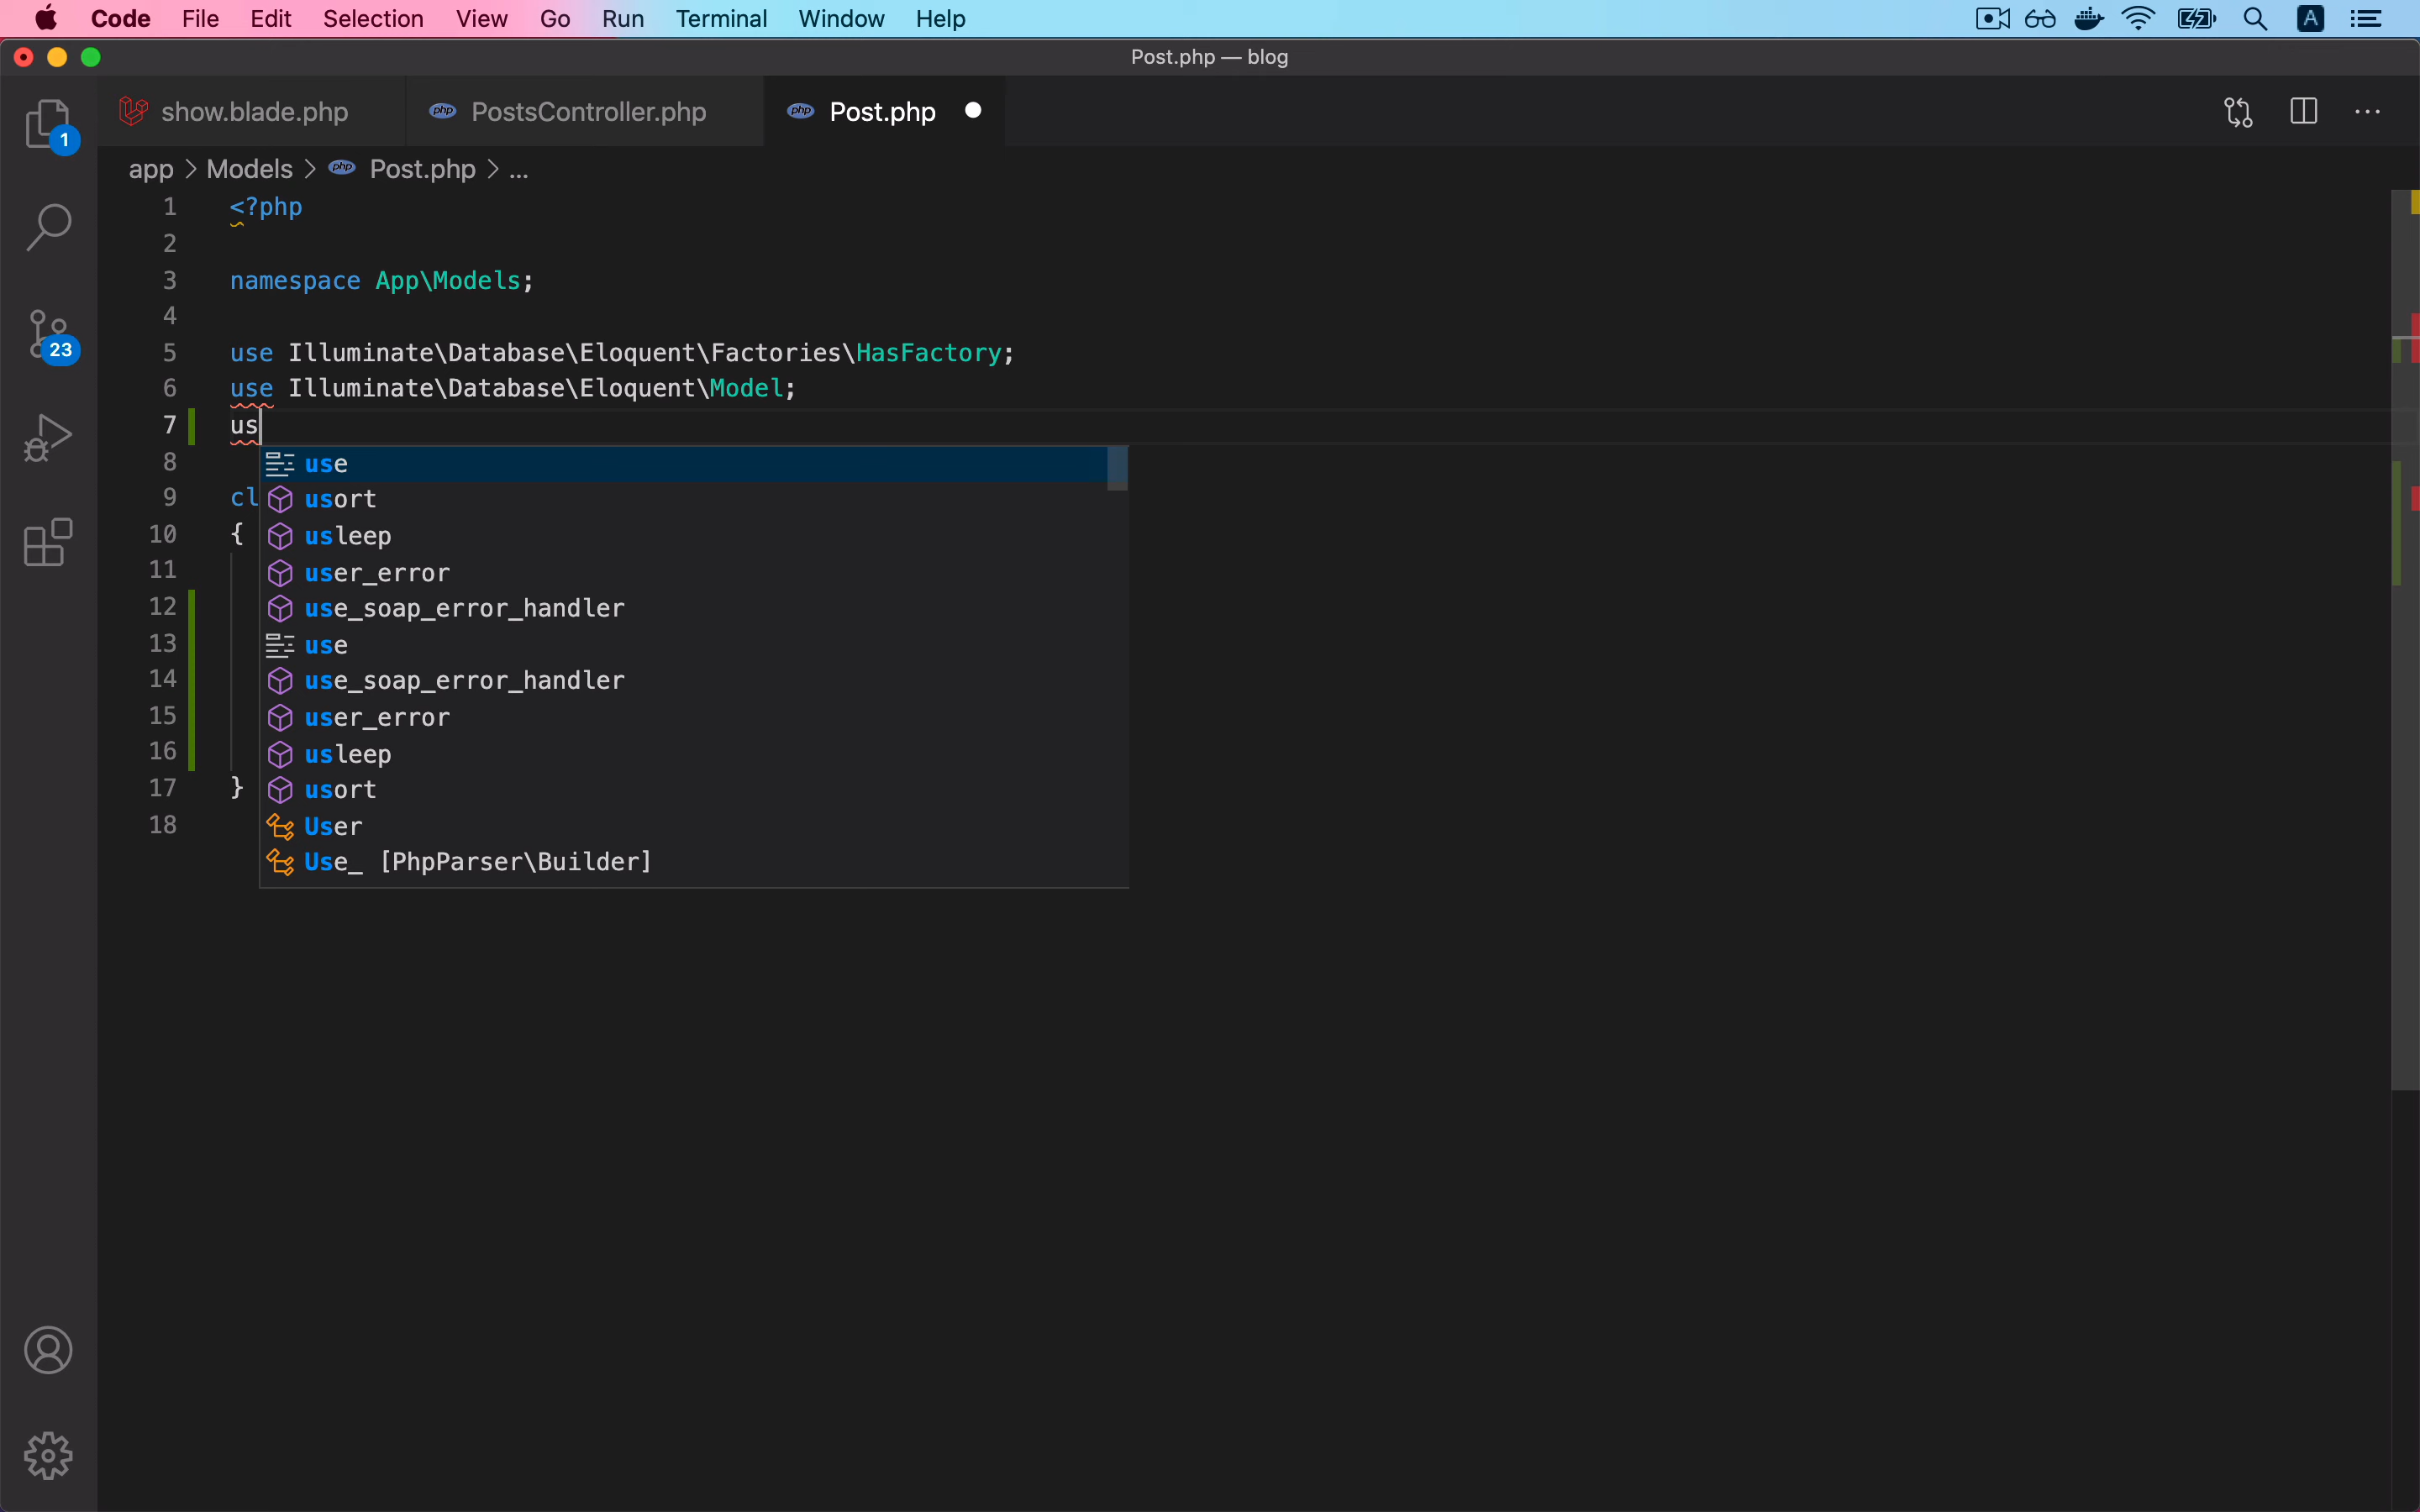 Code File Edit Selection View Go Run Terminal Window Help A
Post.php — blog
show.blade.php php PostsController.php php Post.php
1
app > Models > php Post.php > ...
1 <?php
2
3 namespace App\Models;
4
5 use Illuminate\Database\Eloquent\Factories\HasFactory;
6 use Illuminate\Database\Eloquent\Model;
7 us
23
8
use
9 cl
usort
10 {
usleep
11
user_error
12
use_soap_error_handler
13
use
14
use_soap_error_handler
15
user_error
16
usleep
17 }
usort
18
User
Use_ [PhpParser\Builder]